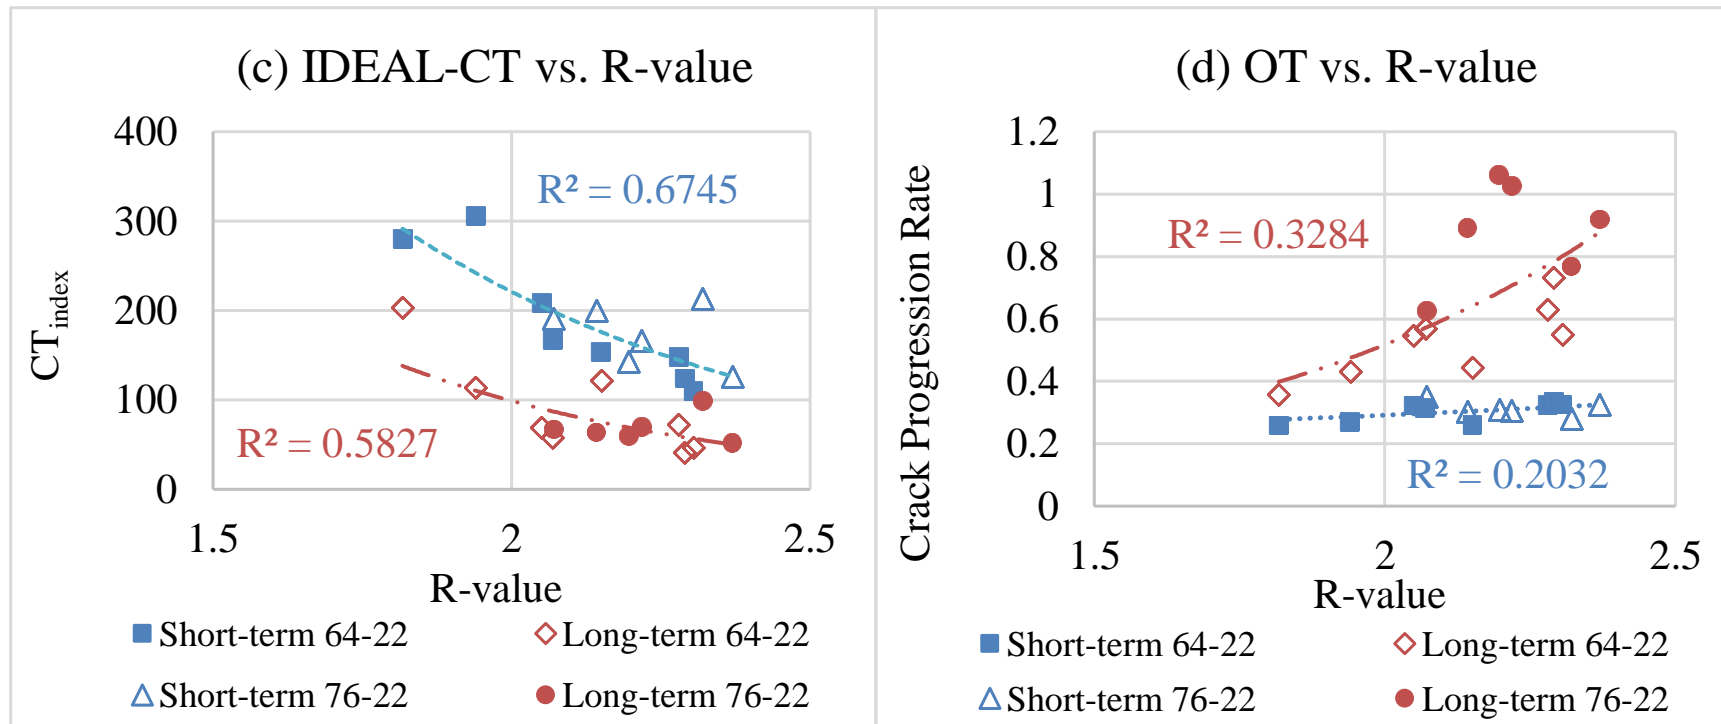 (c) IDEAL-CT vs. R-value
400
300
200
100
0
CTindex
R² = 0.6745
R² = 0.5827
1.5
2
2.5
R-value
Short-term 64-22
Long-term 64-22
Short-term 76-22
Long-term 76-22
(d) OT vs. R-value
1.2
1
0.8
0.6
0.4
0.2
0
Crack Progression Rate
R² = 0.3284
R² = 0.2032
1.5
2
2.5
R-value
Short-term 64-22
Long-term 64-22
Short-term 76-22
Long-term 76-22